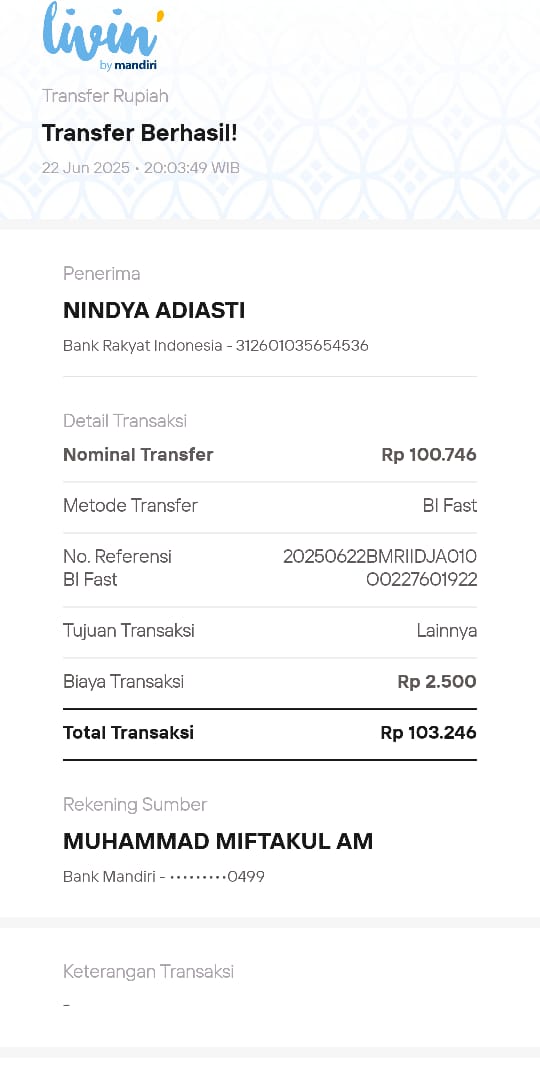 livin'
by mandiri
Transfer Rupiah
Transfer Berhasil!
22 Jun 2025 • 20:03:49 WIB
Penerima
NINDYA ADIASTI
Bank Rakyat Indonesia - 312601035654536
Detail Transaksi
Nominal Transfer Rp 100.746
Metode Transfer BI Fast
No. Referensi 20250622BMRIIDJA010
BI Fast O0227601922
Tujuan Transaksi Lainnya
Biaya Transaksi Rp 2.500
Total Transaksi Rp 103.246
Rekening Sumber
MUHAMMAD MIFTAKUL AM
Bank Mandiri - •••••••••0499
Keterangan Transaksi
-